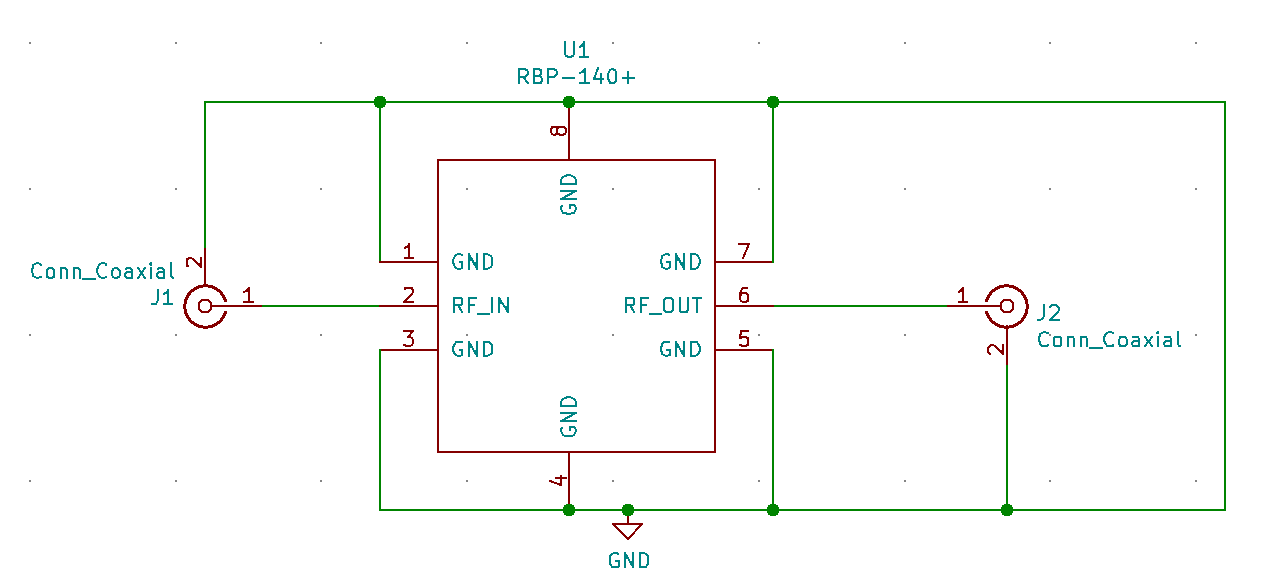 U1
RBP-140+
8
GND
1
GND
GND
7
2
Conn_Coaxial
J1
1
2
RF_IN
RF_OUT
6
1
J2
Conn_Coaxial
3
GND
GND
5
2
GND
4
GND